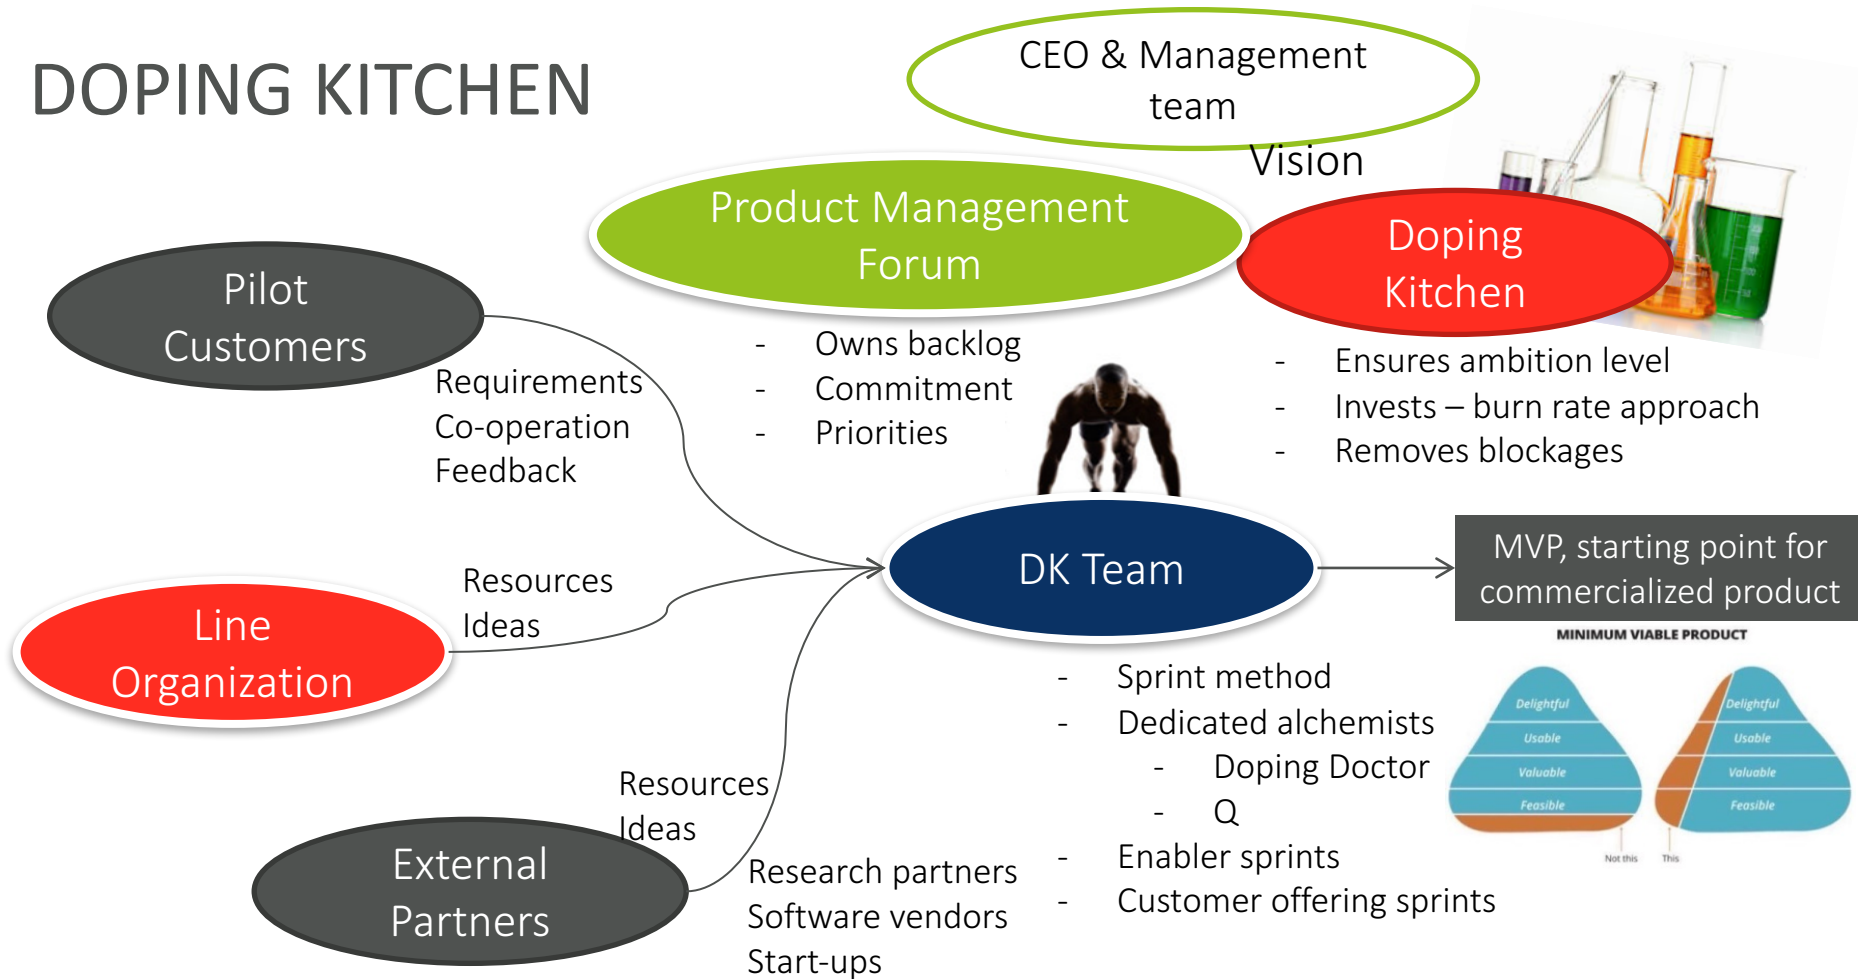 DOPING KITCHEN
CEO & Management
team
Vision
Product Management
Forum
Doping
Kitchen
Pilot
Customers
- Owns backlog
- Commitment
- Priorities
- Ensures ambition level
- Invests – burn rate approach
- Removes blockages
Requirements
Co-operation
Feedback
DK Team
MVP, starting point for
commercialized product
Resources
Ideas
Line
Organization
MINIMUM VIABLE PRODUCT
Delightful
Usable
Valuable
Feasible
Delightful
Usable
Valuable
Feasible
Not this
This
- Sprint method
- Dedicated alchemists
- Doping Doctor
- Q
- Enabler sprints
- Customer offering sprints
Resources
Ideas
External
Partners
Research partners
Software vendors
Start-ups